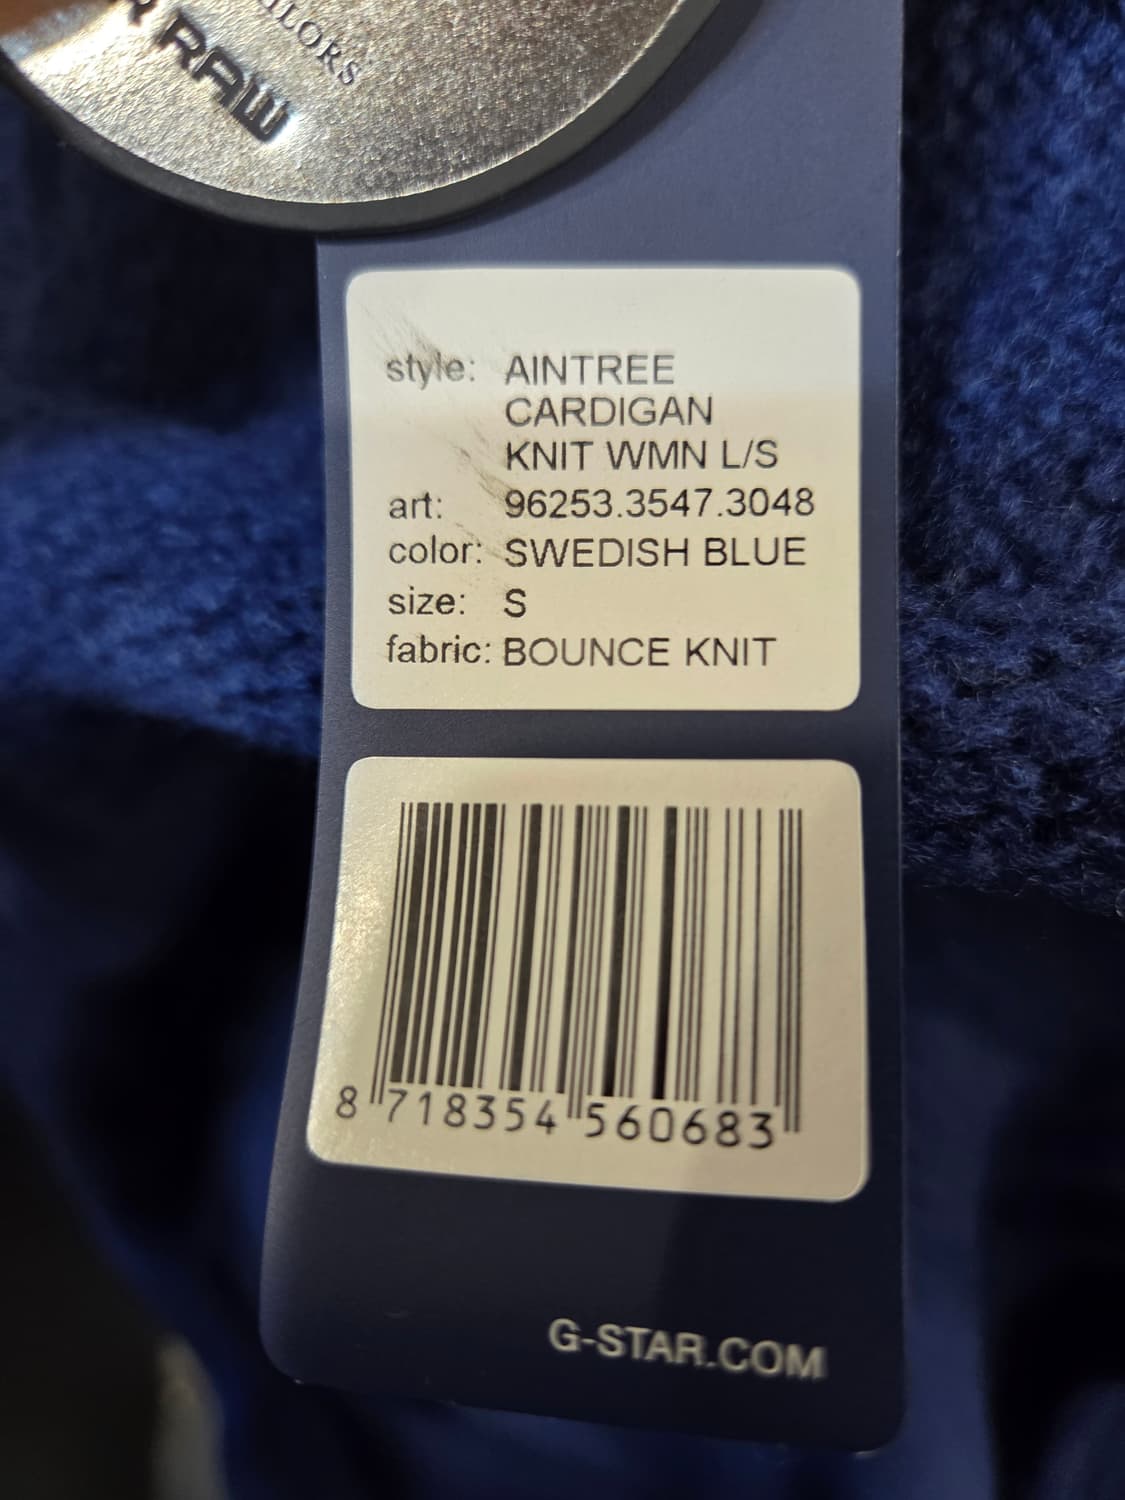 RAW
style: AINTREE
CARDIGAN
KNIT WMN L/S
art: 96253.3547.3048
color: SWEDISH BLUE
size: S
fabric: BOUNCE KNIT
8 718354 560683
G-STAR.COM